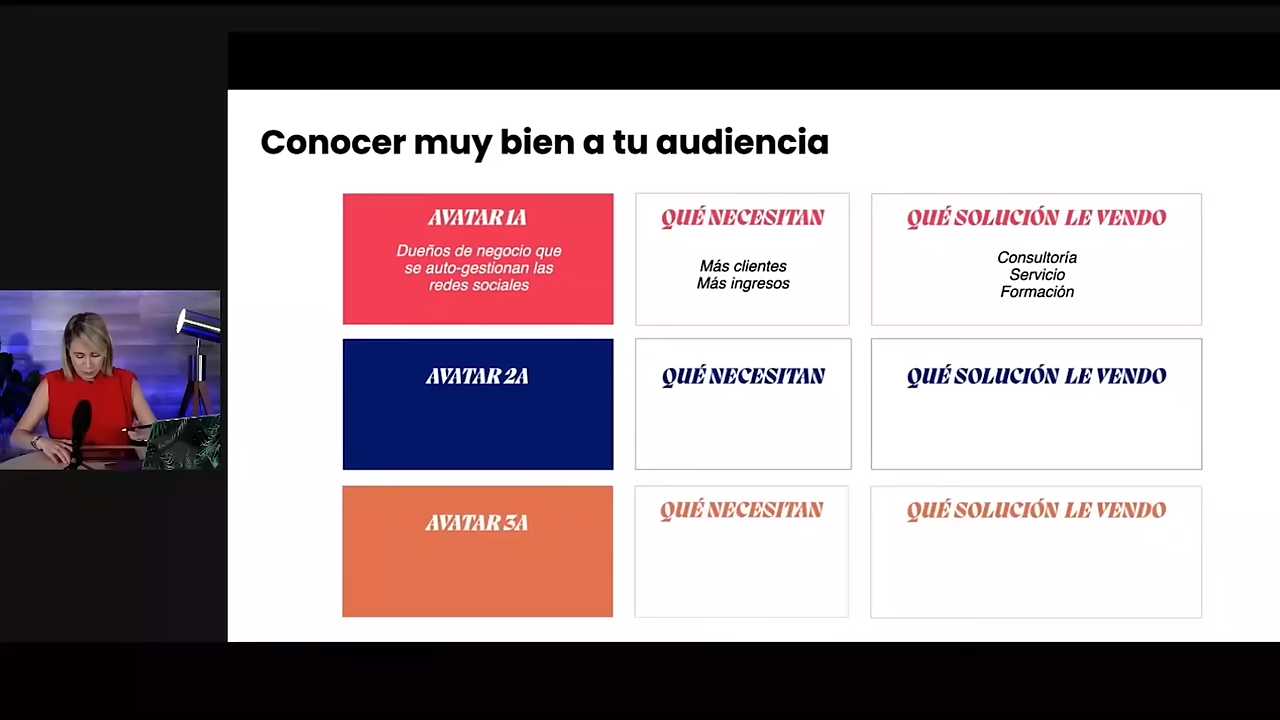 Conocer muy bien a tu audiencia
AVATAR 1A
Dueños de negocio que
se auto-gestionan las
redes sociales
QUÉ NECESITAN
Más clientes
Más ingresos
QUÉ SOLUCIÓN LE VENDO
Consultoría
Servicio
Formación
AVATAR 2A
QUÉ NECESITAN
QUÉ SOLUCIÓN LE VENDO
AVATAR 3A
QUÉ NECESITAN
QUÉ SOLUCIÓN LE VENDO